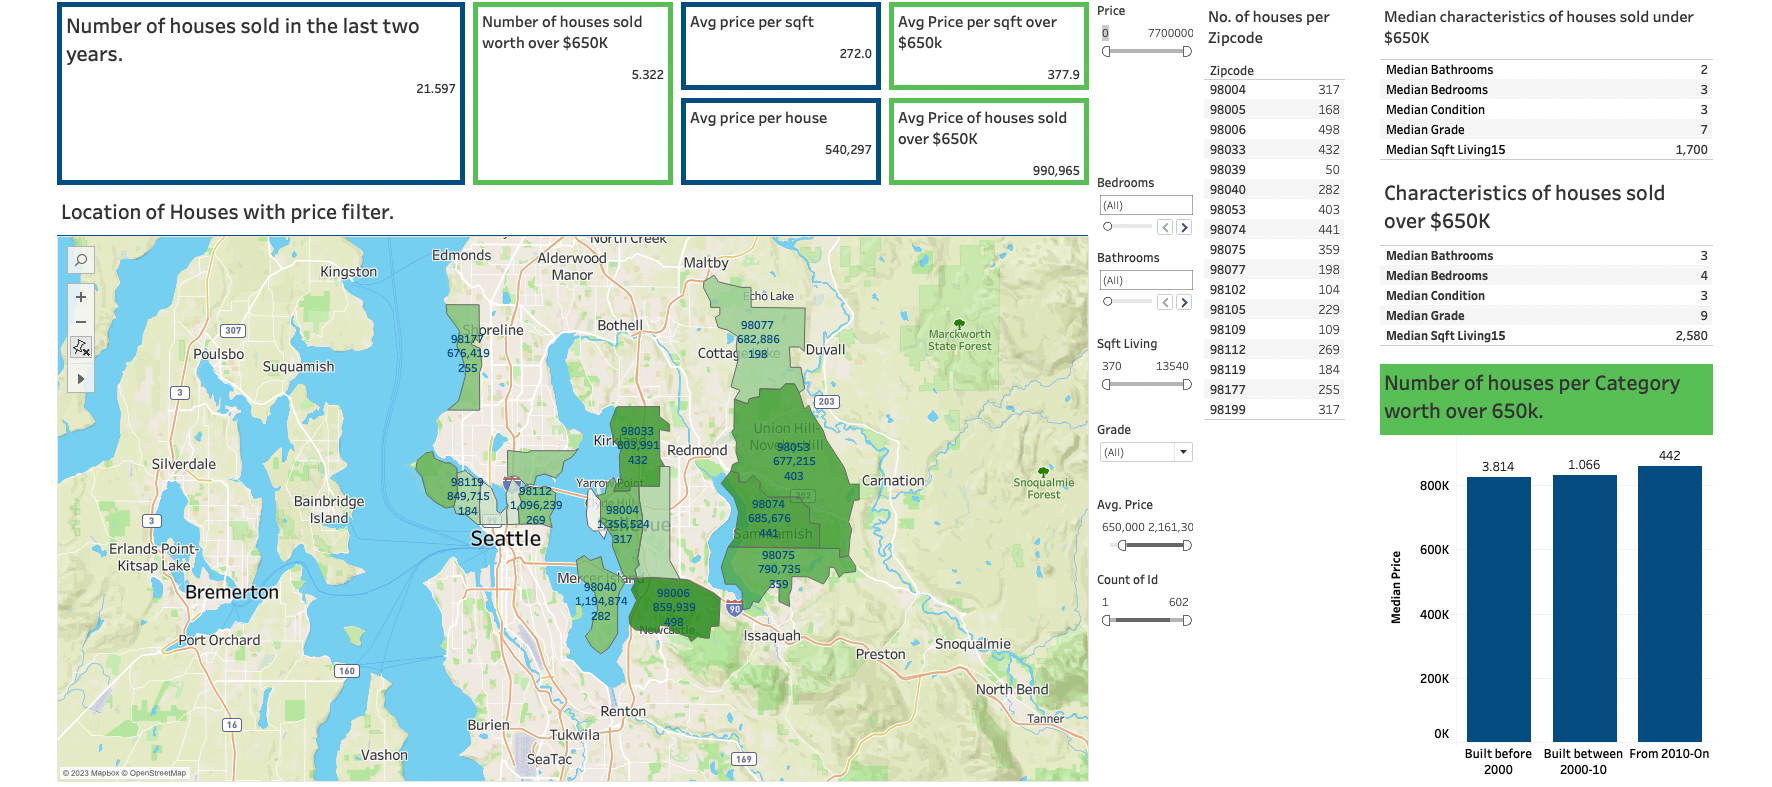 Number of houses sold in the last two
years.
21.597
Number of houses sold
worth over $650K
5.322
Avg price per sqft
272.0
Avg Price per sqft over
$650k
377.9
Avg price per house
540,297
Avg Price of houses sold
over $650K
990,965
Location of Houses with price filter.
North Creek
Edmonds
Alderwood
Manor
Maltby
Kingston
Echo Lake
307
Shoreline
Bothell
98077
682,886
198
Marckworth
State Forest
98177
676,419
255
Poulsbo
Suquamish
Duvall
3
203
98033
803,991
432
Redmond
Union Hill-
98053
677,215
403
Silverdale
Carnation
Snoqualmie
Forest
98119
849,715
184
98112
1,096,239
269
Yarrow Point
202
Bainbridge
Island
98004
1,356,524
317
98074
685,676
441
3
Seattle
Erlands Point-
Kitsap Lake
98075
790,735
359
Mercer Island
Bremerton
98040
1,194,874
282
98006
859,939
498
90
Newcastle
Port Orchard
Issaquah
Snoqualmie
Preston
160
North Bend
Renton
Tanner
16
Burien
Tukwila
Vashon
SeaTac
169
© 2023 Mapbox © OpenStreetMap
Price
0 7700000
Bedrooms
(All)
Bathrooms
(All)
Sqft Living
370 13540
Grade
(All)
Avg. Price
650,000 2,161,30
Count of Id
1 602
No. of houses per
Zipcode
Zipcode
98004 317
98005 168
98006 498
98033 432
98039 50
98040 282
98053 403
98074 441
98075 359
98077 198
98102 104
98105 229
98109 109
98112 269
98119 184
98177 255
98199 317
Median characteristics of houses sold under
$650K
Median Bathrooms 2
Median Bedrooms 3
Median Condition 3
Median Grade 7
Median Sqft Living15 1,700
Characteristics of houses sold
over $650K
Median Bathrooms 3
Median Bedrooms 4
Median Condition 3
Median Grade 9
Median Sqft Living15 2,580
Number of houses per Category
worth over 650k.
3.814 1.066 442
800K
600K
400K
200K
0K
Median Price
Built before
2000
Built between
2000-10
From 2010-On